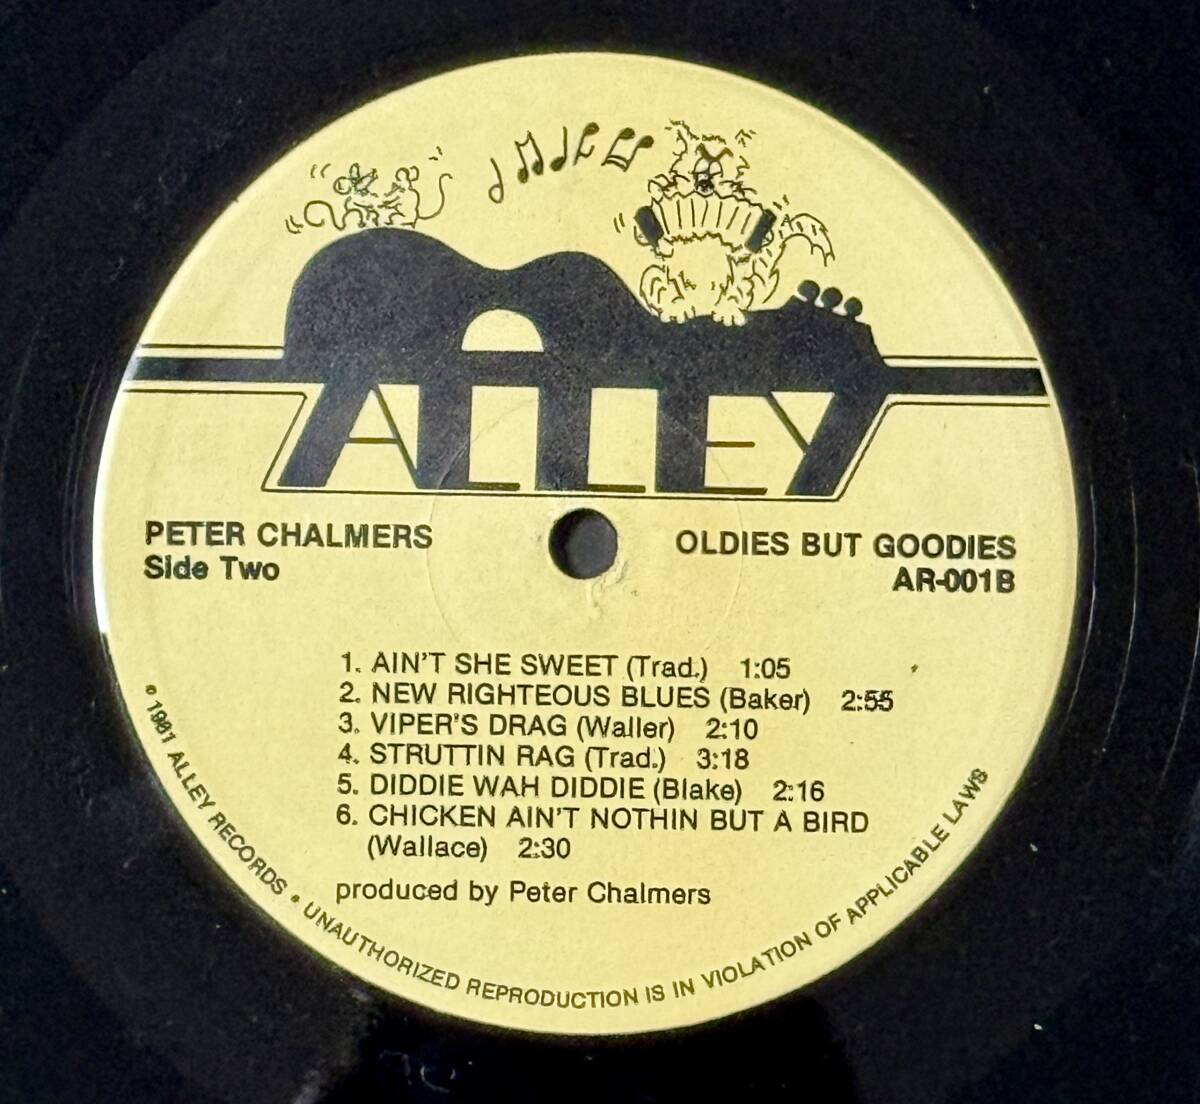 ALLEY
PETER CHALMERS
Side Two
OLDIES BUT GOODIES
AR-001B
1. AIN'T SHE SWEET (Trad.) 1:05
2. NEW RIGHTEOUS BLUES (Baker) 2:55
3. VIPER'S DRAG (Waller) 2:10
4. STRUTTIN RAG (Trad.) 3:18
5. DIDDIE WAH DIDDIE (Blake) 2:16
6. CHICKEN AIN'T NOTHIN BUT A BIRD
(Wallace) 2:30
produced by Peter Chalmers
© 1981 ALLEY RECORDS • UNAUTHORIZED REPRODUCTION IS IN VIOLATION OF APPLICABLE LAWS